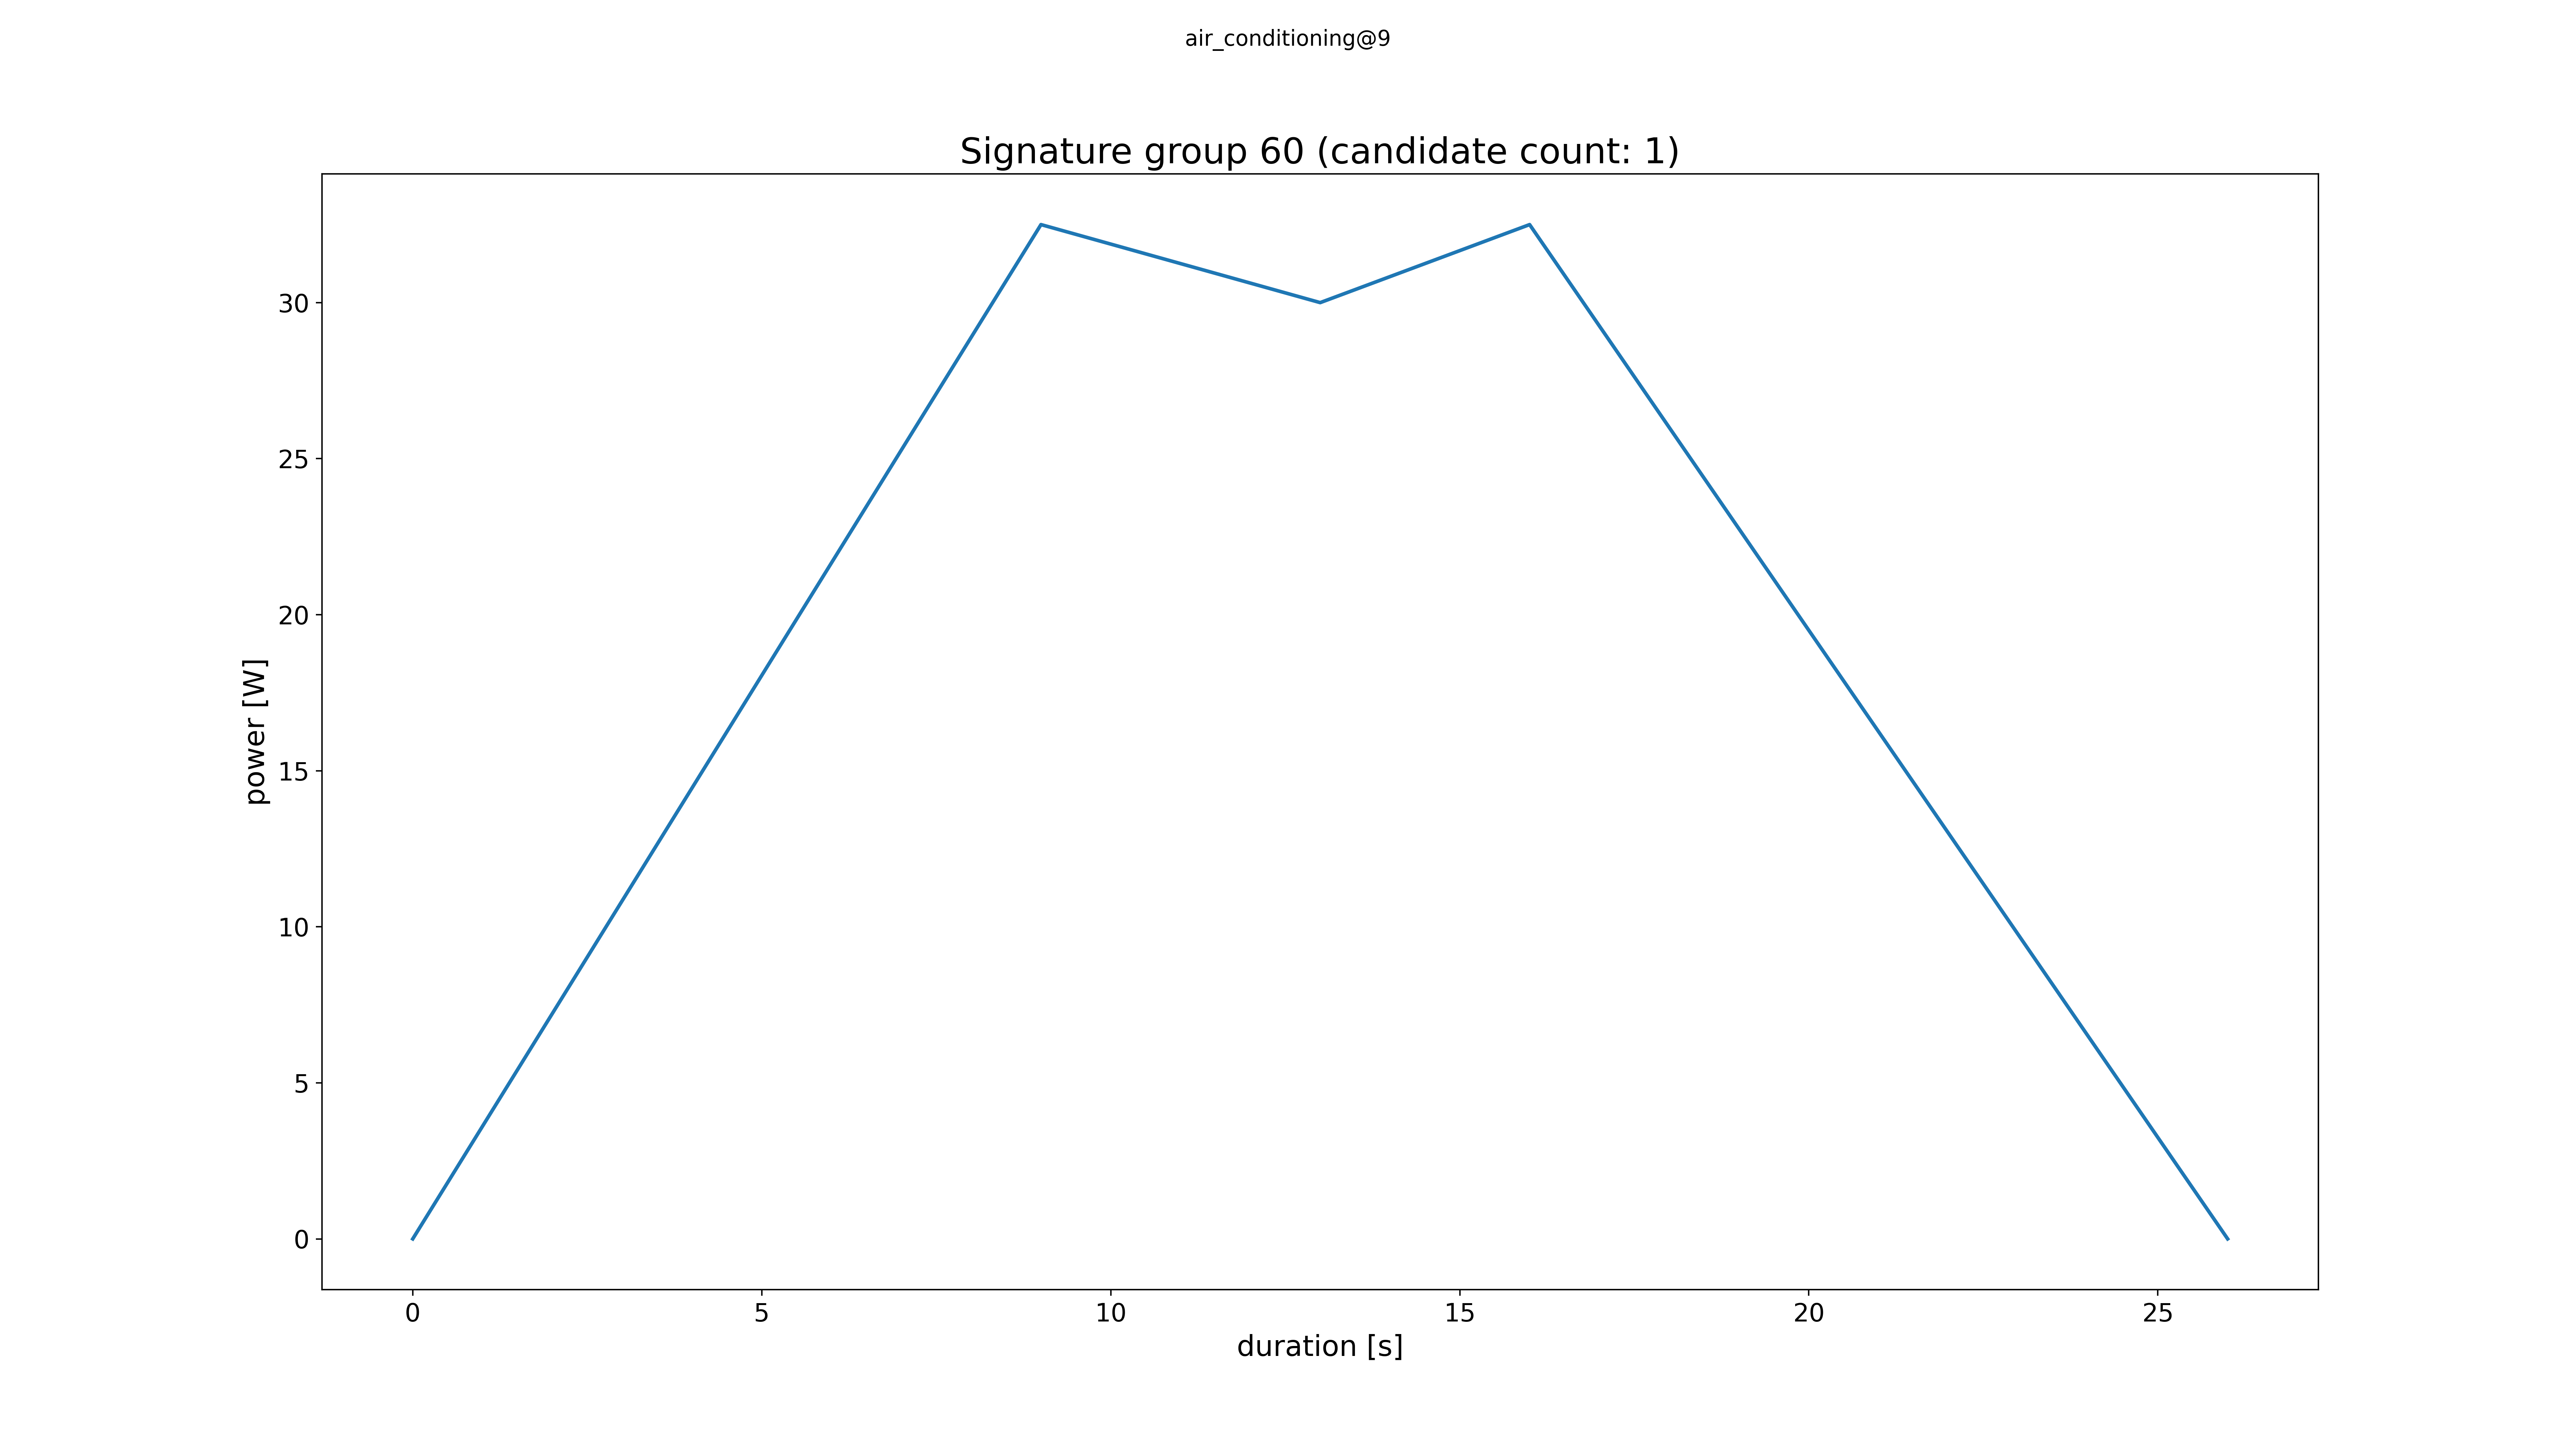 air_conditioning@9
Signature group 60 (candidate count: 1)
power [W]
30
25
20
15
10
5
0
0 5 10 15 20 25
duration [s]